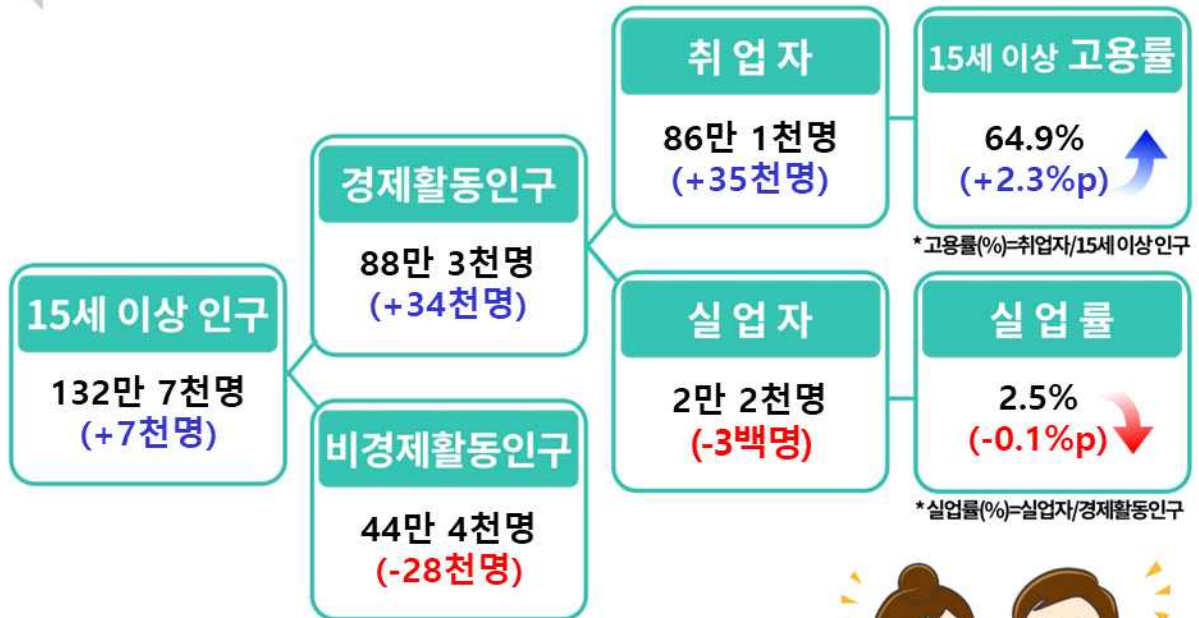 15세 이상 인구
132만 7천명
(+7천명)
경제활동인구
88만 3천명
(+34천명)
비경제활동인구
44만 4천명
(-28천명)
취 업 자
86만 1천명
(+35천명)
15세 이상 고용률
64.9%
(+2.3%p)
*고용률(%)=취업자/15세 이상 인구
실 업 자
2만 2천명
(-3백명)
실 업 률
2.5%
(-0.1%p)
*실업률(%)=실업자/경제활동인구